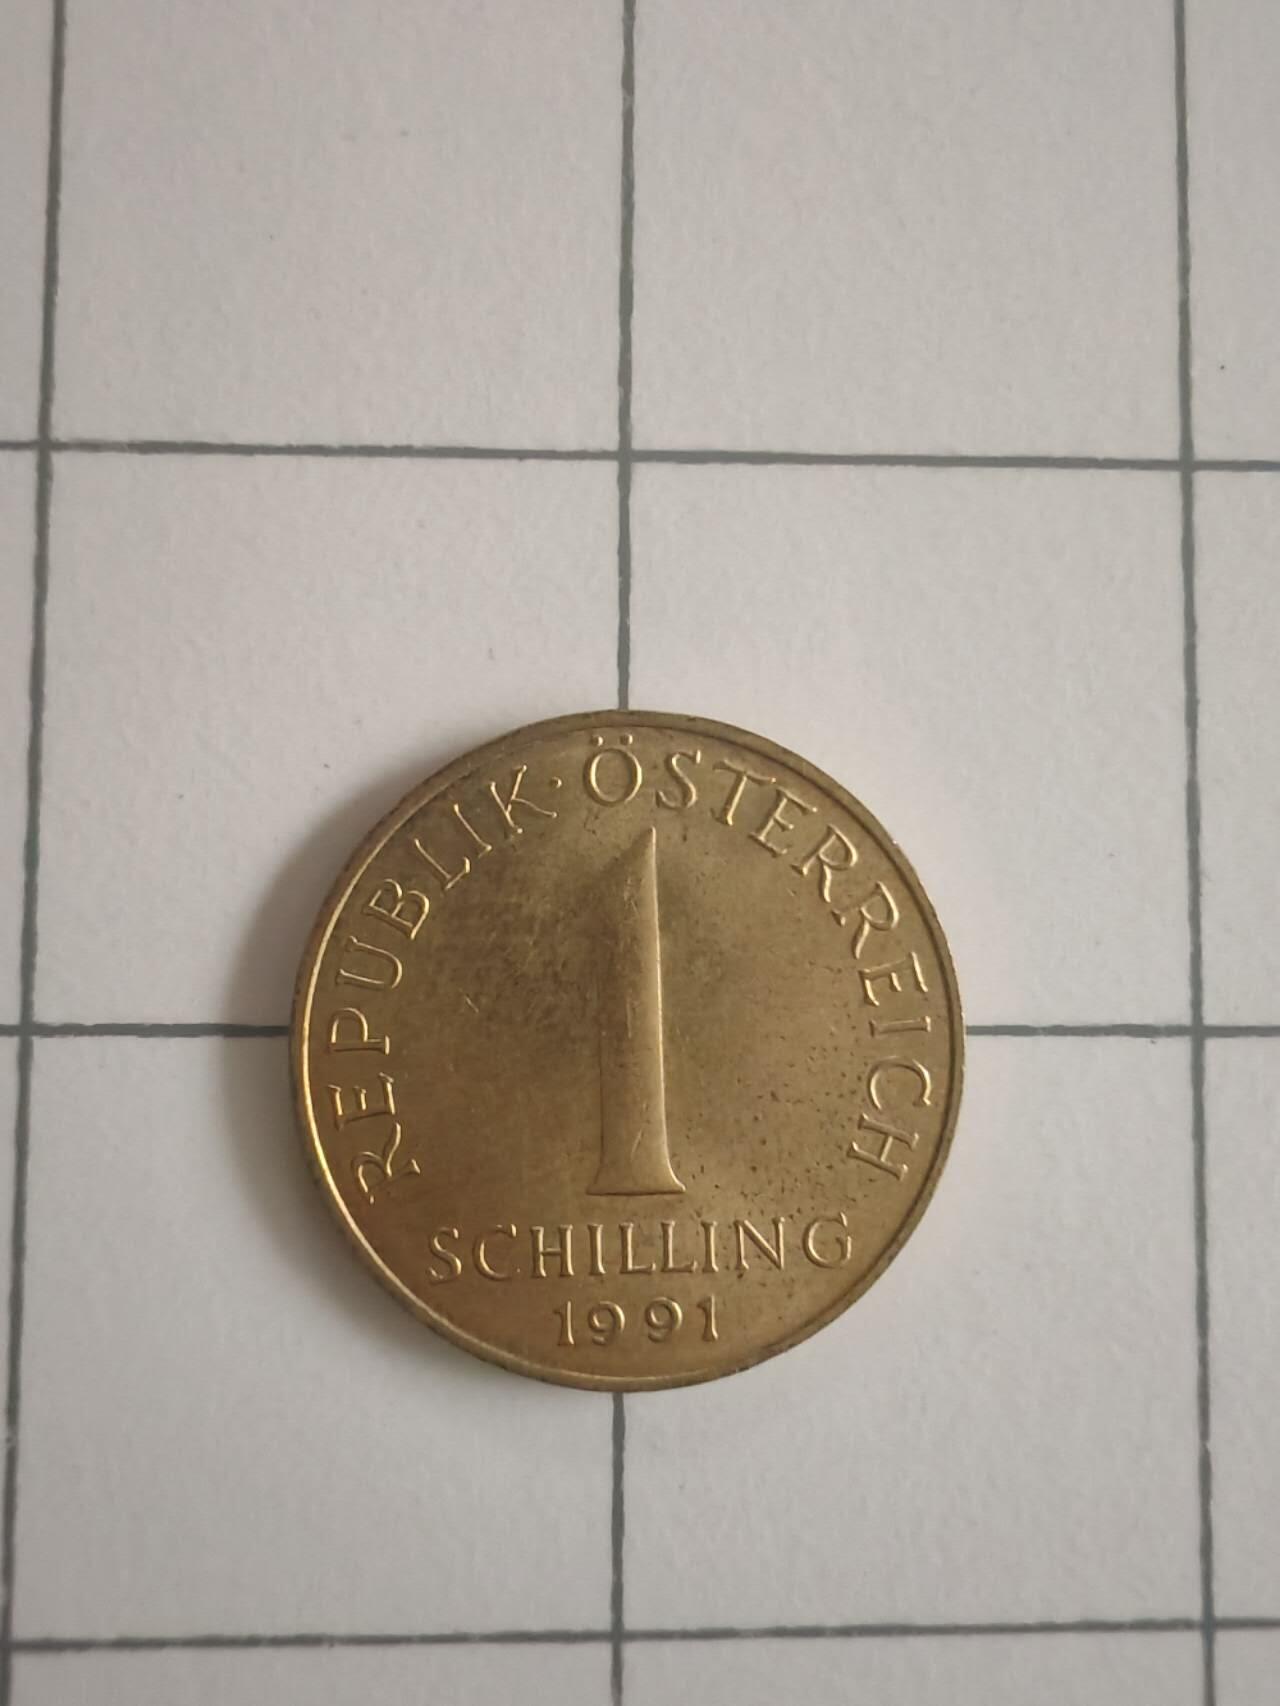 REPUBLIK·ÖSTERREICH
1
SCHILLING
1991